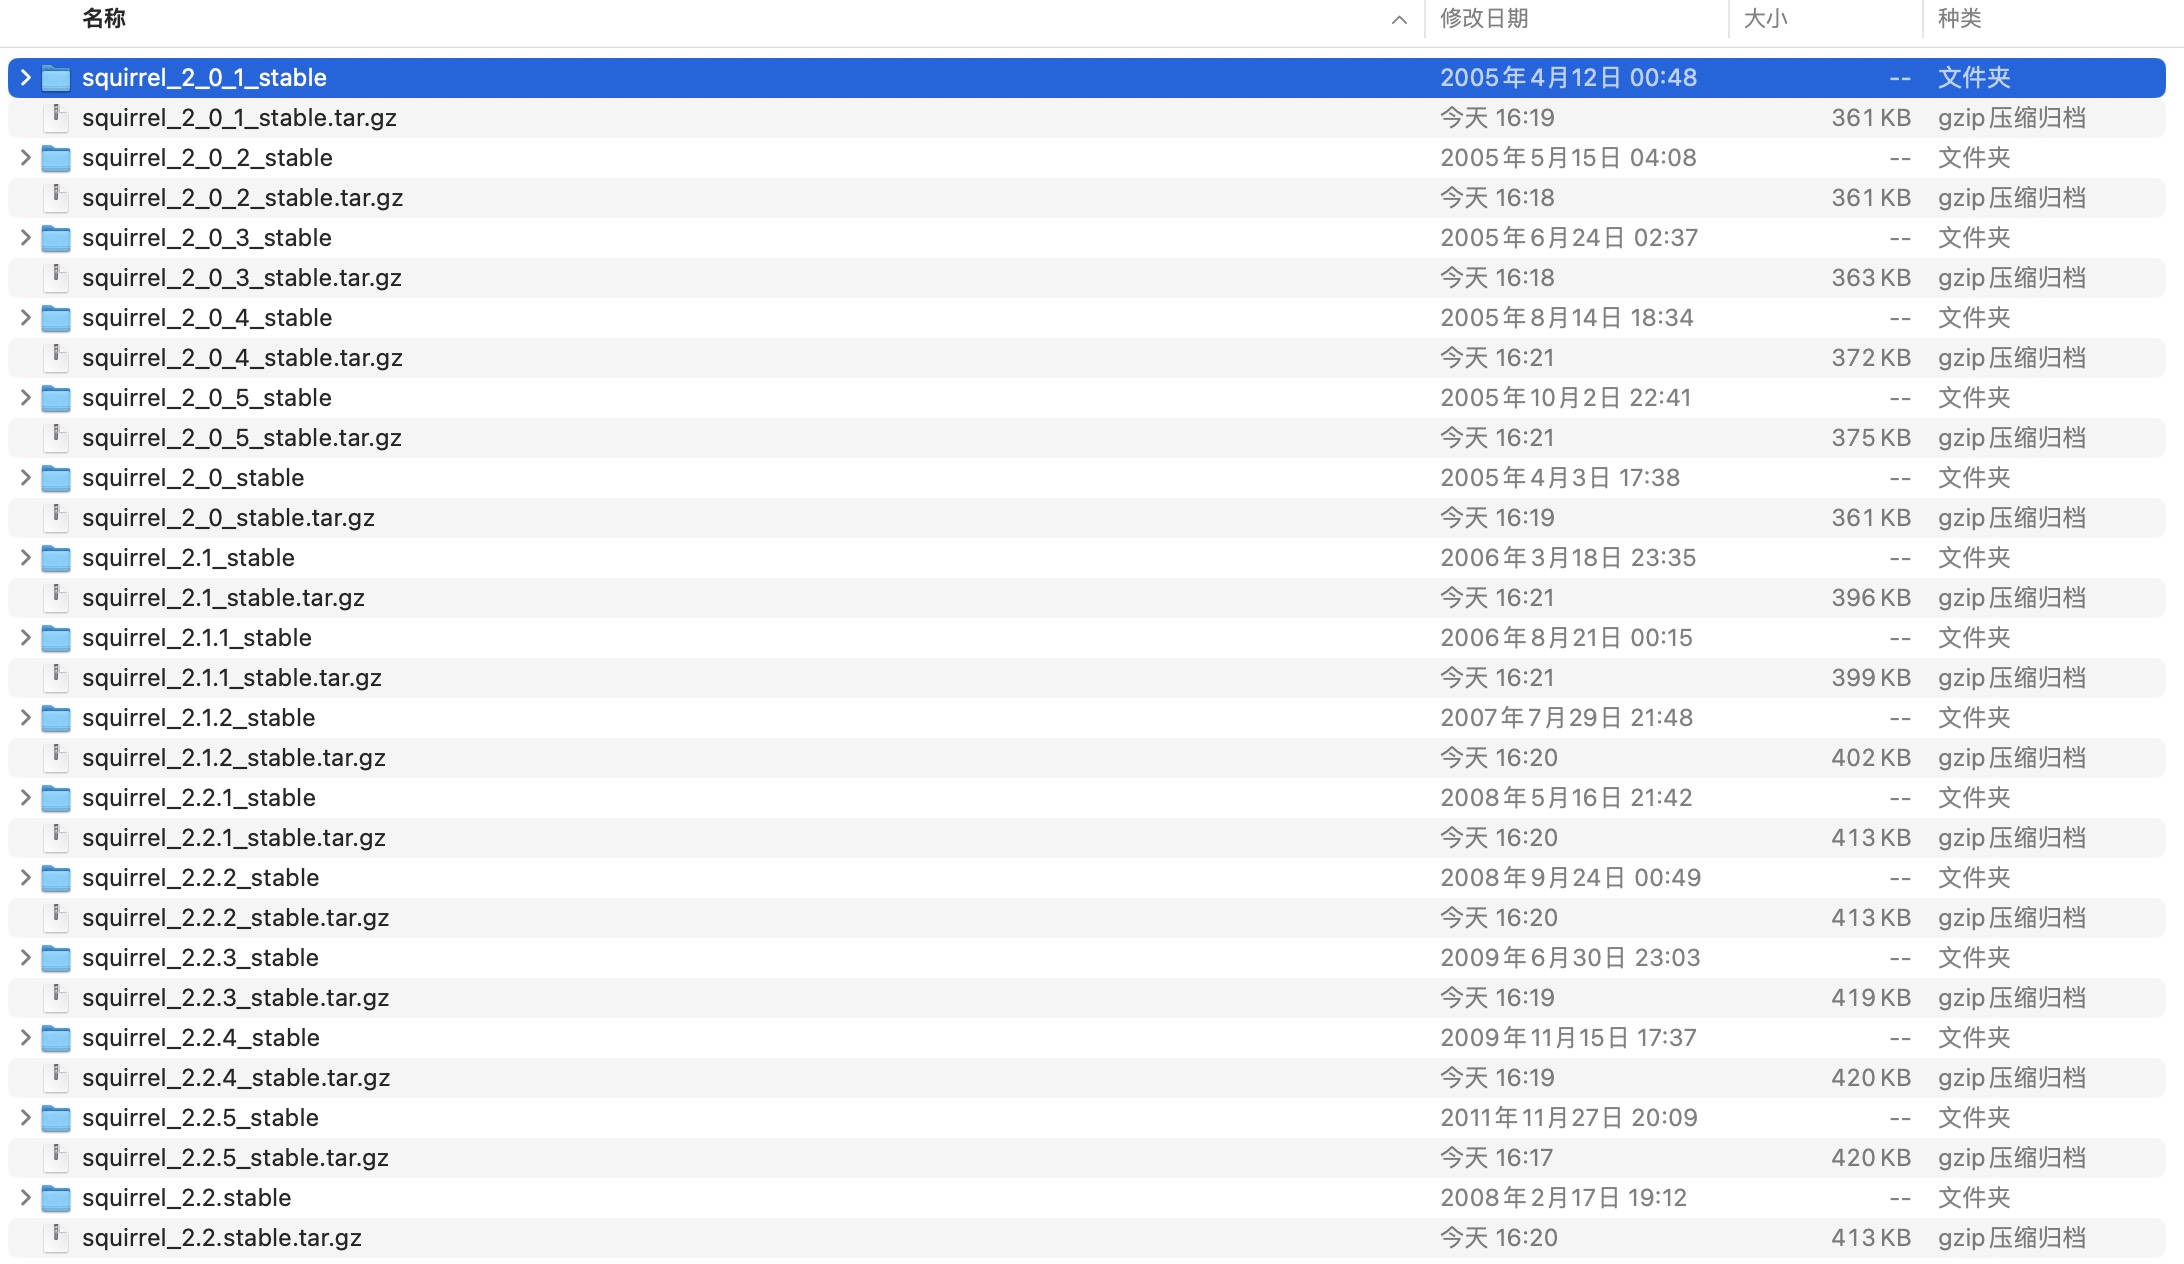 名称 修改日期 大小 种类
squirrel_2_0_1_stable 2005年4月12日 00:48 -- 文件夹
squirrel_2_0_1_stable.tar.gz 今天 16:19 361 KB gzip压缩归档
squirrel_2_0_2_stable 2005年5月15日 04:08 -- 文件夹
squirrel_2_0_2_stable.tar.gz 今天 16:18 361 KB gzip压缩归档
squirrel_2_0_3_stable 2005年6月24日 02:37 -- 文件夹
squirrel_2_0_3_stable.tar.gz 今天 16:18 363 KB gzip压缩归档
squirrel_2_0_4_stable 2005年8月14日 18:34 -- 文件夹
squirrel_2_0_4_stable.tar.gz 今天 16:21 372 KB gzip压缩归档
squirrel_2_0_5_stable 2005年10月2日 22:41 -- 文件夹
squirrel_2_0_5_stable.tar.gz 今天 16:21 375 KB gzip压缩归档
squirrel_2_0_stable 2005年4月3日 17:38 -- 文件夹
squirrel_2_0_stable.tar.gz 今天 16:19 361 KB gzip压缩归档
squirrel_2.1_stable 2006年3月18日 23:35 -- 文件夹
squirrel_2.1_stable.tar.gz 今天 16:21 396 KB gzip压缩归档
squirrel_2.1.1_stable 2006年8月21日 00:15 -- 文件夹
squirrel_2.1.1_stable.tar.gz 今天 16:21 399 KB gzip压缩归档
squirrel_2.1.2_stable 2007年7月29日 21:48 -- 文件夹
squirrel_2.1.2_stable.tar.gz 今天 16:20 402 KB gzip压缩归档
squirrel_2.2.1_stable 2008年5月16日 21:42 -- 文件夹
squirrel_2.2.1_stable.tar.gz 今天 16:20 413 KB gzip压缩归档
squirrel_2.2.2_stable 2008年9月24日 00:49 -- 文件夹
squirrel_2.2.2_stable.tar.gz 今天 16:20 413 KB gzip压缩归档
squirrel_2.2.3_stable 2009年6月30日 23:03 -- 文件夹
squirrel_2.2.3_stable.tar.gz 今天 16:19 419 KB gzip压缩归档
squirrel_2.2.4_stable 2009年11月15日 17:37 -- 文件夹
squirrel_2.2.4_stable.tar.gz 今天 16:19 420 KB gzip压缩归档
squirrel_2.2.5_stable 2011年11月27日 20:09 -- 文件夹
squirrel_2.2.5_stable.tar.gz 今天 16:17 420 KB gzip压缩归档
squirrel_2.2.stable 2008年2月17日 19:12 -- 文件夹
squirrel_2.2.stable.tar.gz 今天 16:20 413 KB gzip压缩归档